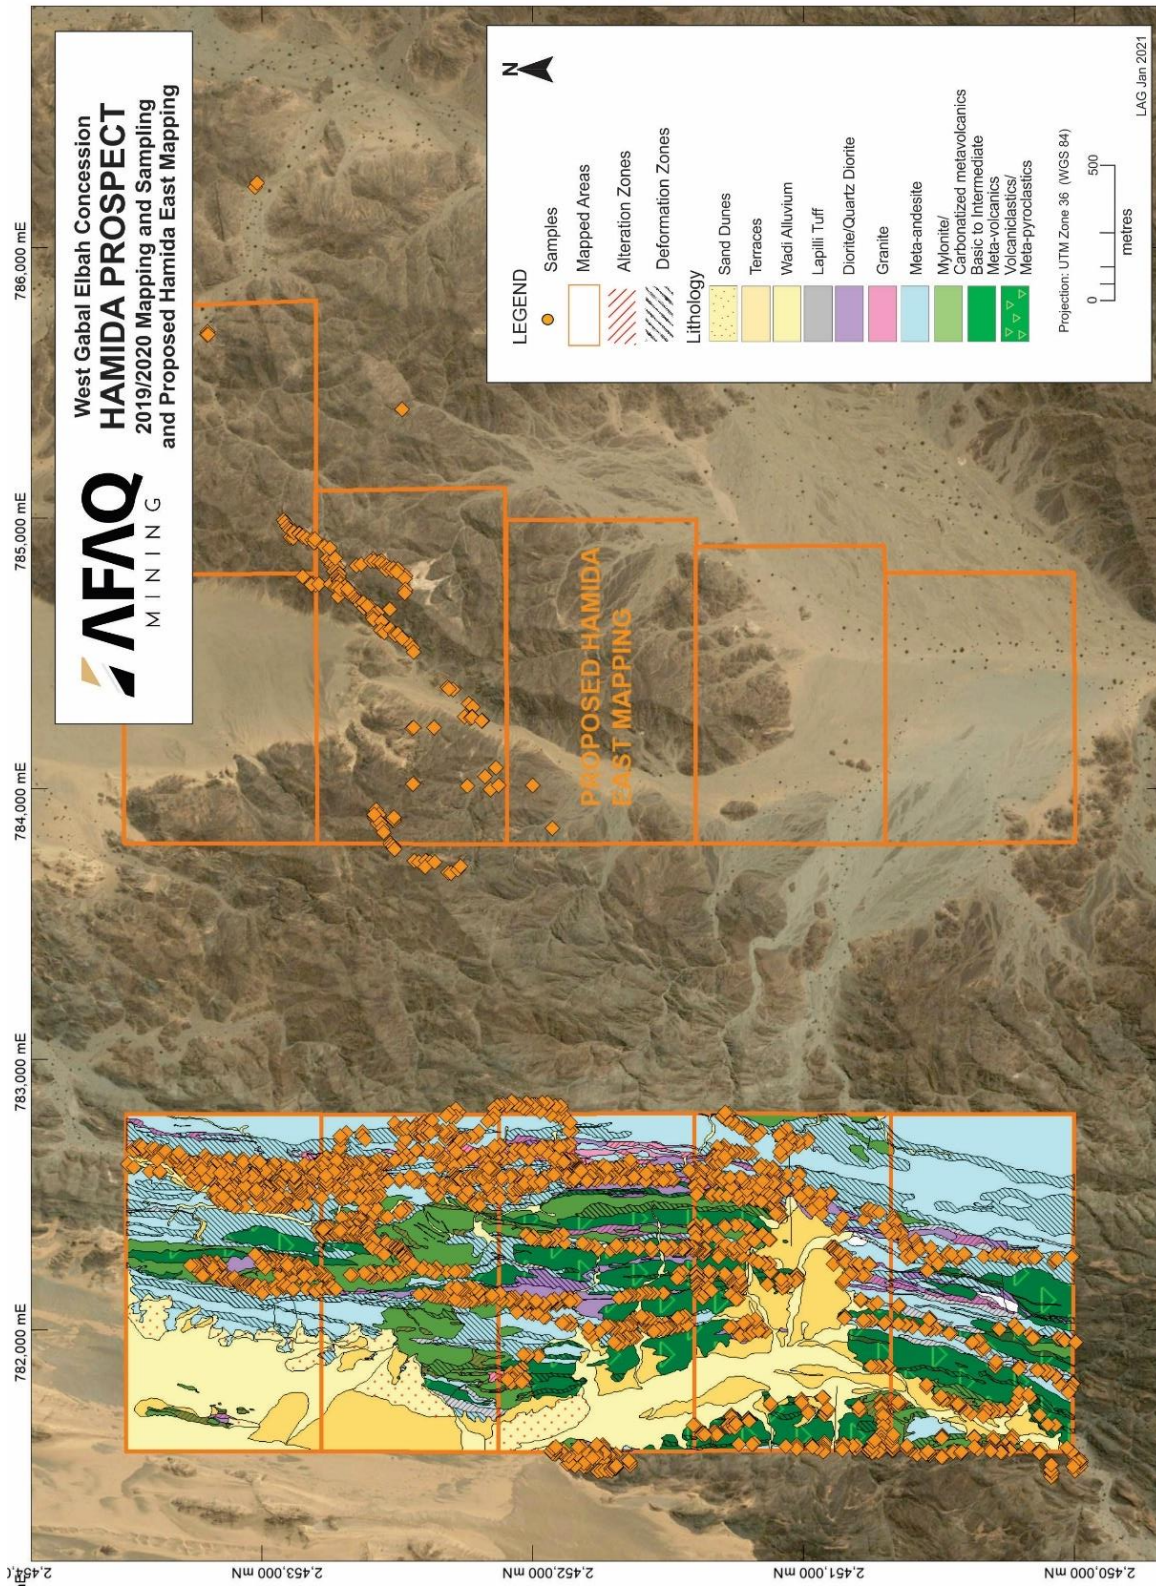 AFAQ
MINING
West Gabal Elbah Concession
HAMIDA PROSPECT
2019/2020 Mapping and Sampling
and Proposed Hamida East Mapping
782,000 mE
783,000 mE
784,000 mE
785,000 mE
786,000 mE
2,453,000 mN
2,452,000 mN
2,451,000 mN
2,450,000 mN
PROPOSED HAMIDA
EAST MAPPING
N
LEGEND
Samples
Mapped Areas
Alteration Zones
Deformation Zones
Lithology
Sand Dunes
Terraces
Wadi Alluvium
Lapilli Tuff
Diorite/Quartz Diorite
Granite
Meta-andesite
Mylonite/
Carbonatized metavolcanics
Basic to Intermediate
Meta-volcanics
Volcaniclastics/
Meta-pyroclastics
Projection: UTM Zone 36 (WGS 84)
0 500
metres
LAG Jan 2021